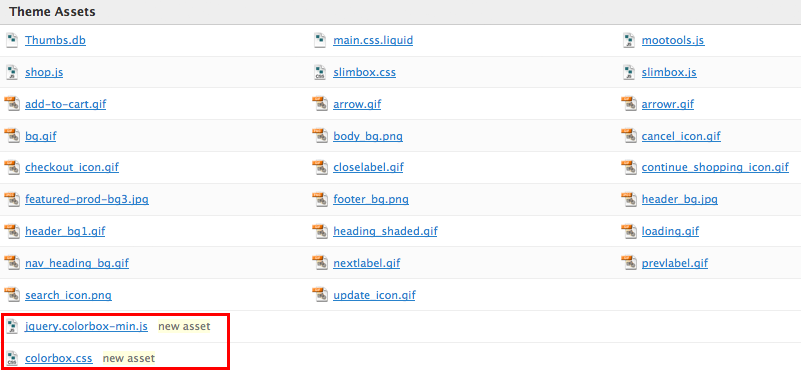 Theme Assets
Thumbs.db main.css.liquid mootools.js
shop.js slimbox.css slimbox.js
add-to-cart.gif arrow.gif arrowr.gif
bg.gif body_bg.png cancel_icon.gif
checkout_icon.gif closelabel.gif continue_shopping_icon.gif
featured-prod-bg3.jpg footer_bg.png header_bg.jpg
header_bg1.gif heading_shaded.gif loading.gif
nav_heading_bg.gif nextlabel.gif prevlabel.gif
search_icon.png update_icon.gif
jquery.colorbox-min.js new asset
colorbox.css new asset